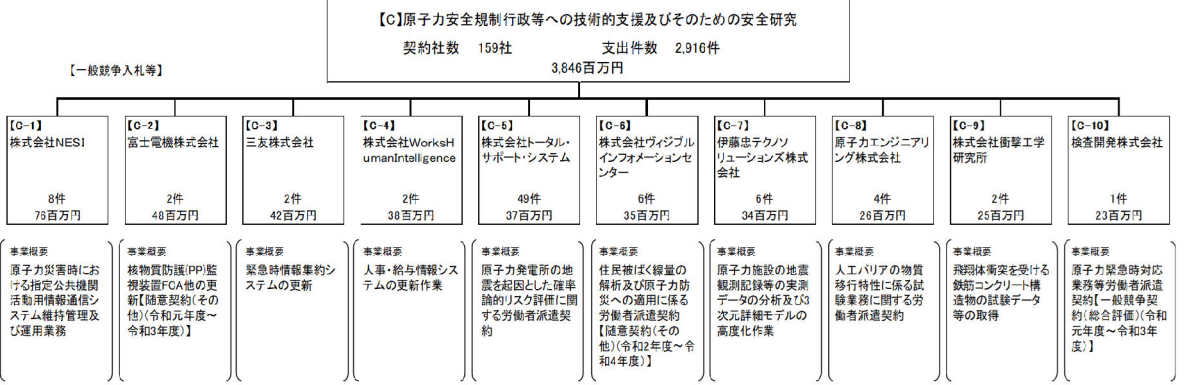 【C】原子力安全規制行政等への技術的支援及びそのための安全研究
契約社数　159社　　支出件数　2,916件
3,846百万円
【一般競争入札等】
【C-1】
株式会社NESI
8件
76百万円
【C-2】
富士電機株式会社
2件
48百万円
【C-3】
三友株式会社
2件
42百万円
【C-4】
株式会社WorksH
umanIntelligence
2件
38百万円
【C-5】
株式会社トータル・
サポート・システム
49件
37百万円
【C-6】
株式会社ヴィジブル
インフォメーションセ
ンター
6件
35百万円
【C-7】
伊藤忠テクノソ
リューションズ株式
会社
6件
34百万円
【C-8】
原子力エンジニアリ
ング株式会社
4件
26百万円
【C-9】
株式会社衝撃工学
研究所
2件
25百万円
【C-10】
検査開発株式会社
1件
23百万円
事業概要
原子力災害時にお
ける指定公共機関
活動用情報通信シ
ステム維持管理及
び運用業務
事業概要
核物質防護(PP)監
視装置FCA他の更
新【随意契約(その
他)(令和元年度～
令和3年度)】
事業概要
緊急時情報集約シ
ステムの更新
事業概要
人事・給与情報シス
テムの更新作業
事業概要
原子力発電所の地
震を起因とした確率
論的リスク評価に関
する労働者派遣契
約
事業概要
住民被ばく線量の
解析及び原子力防
災への適用に係る
労働者派遣契約
【随意契約(その
他)(令和2年度～令
和4年度)】
事業概要
原子力施設の地震
観測記録等の実測
データの分析及び3
次元詳細モデルの
高度化作業
事業概要
人工バリアの物質
移行特性に係る試
験業務に関する労
働者派遣契約
事業概要
飛翔体衝突を受ける
鉄筋コンクリート構
造物の試験データ
等の取得
事業概要
原子力緊急時対応
業務等労働者派遣
契約【一般競争契
約(総合評価)(令和
元年度～令和3年
度)】